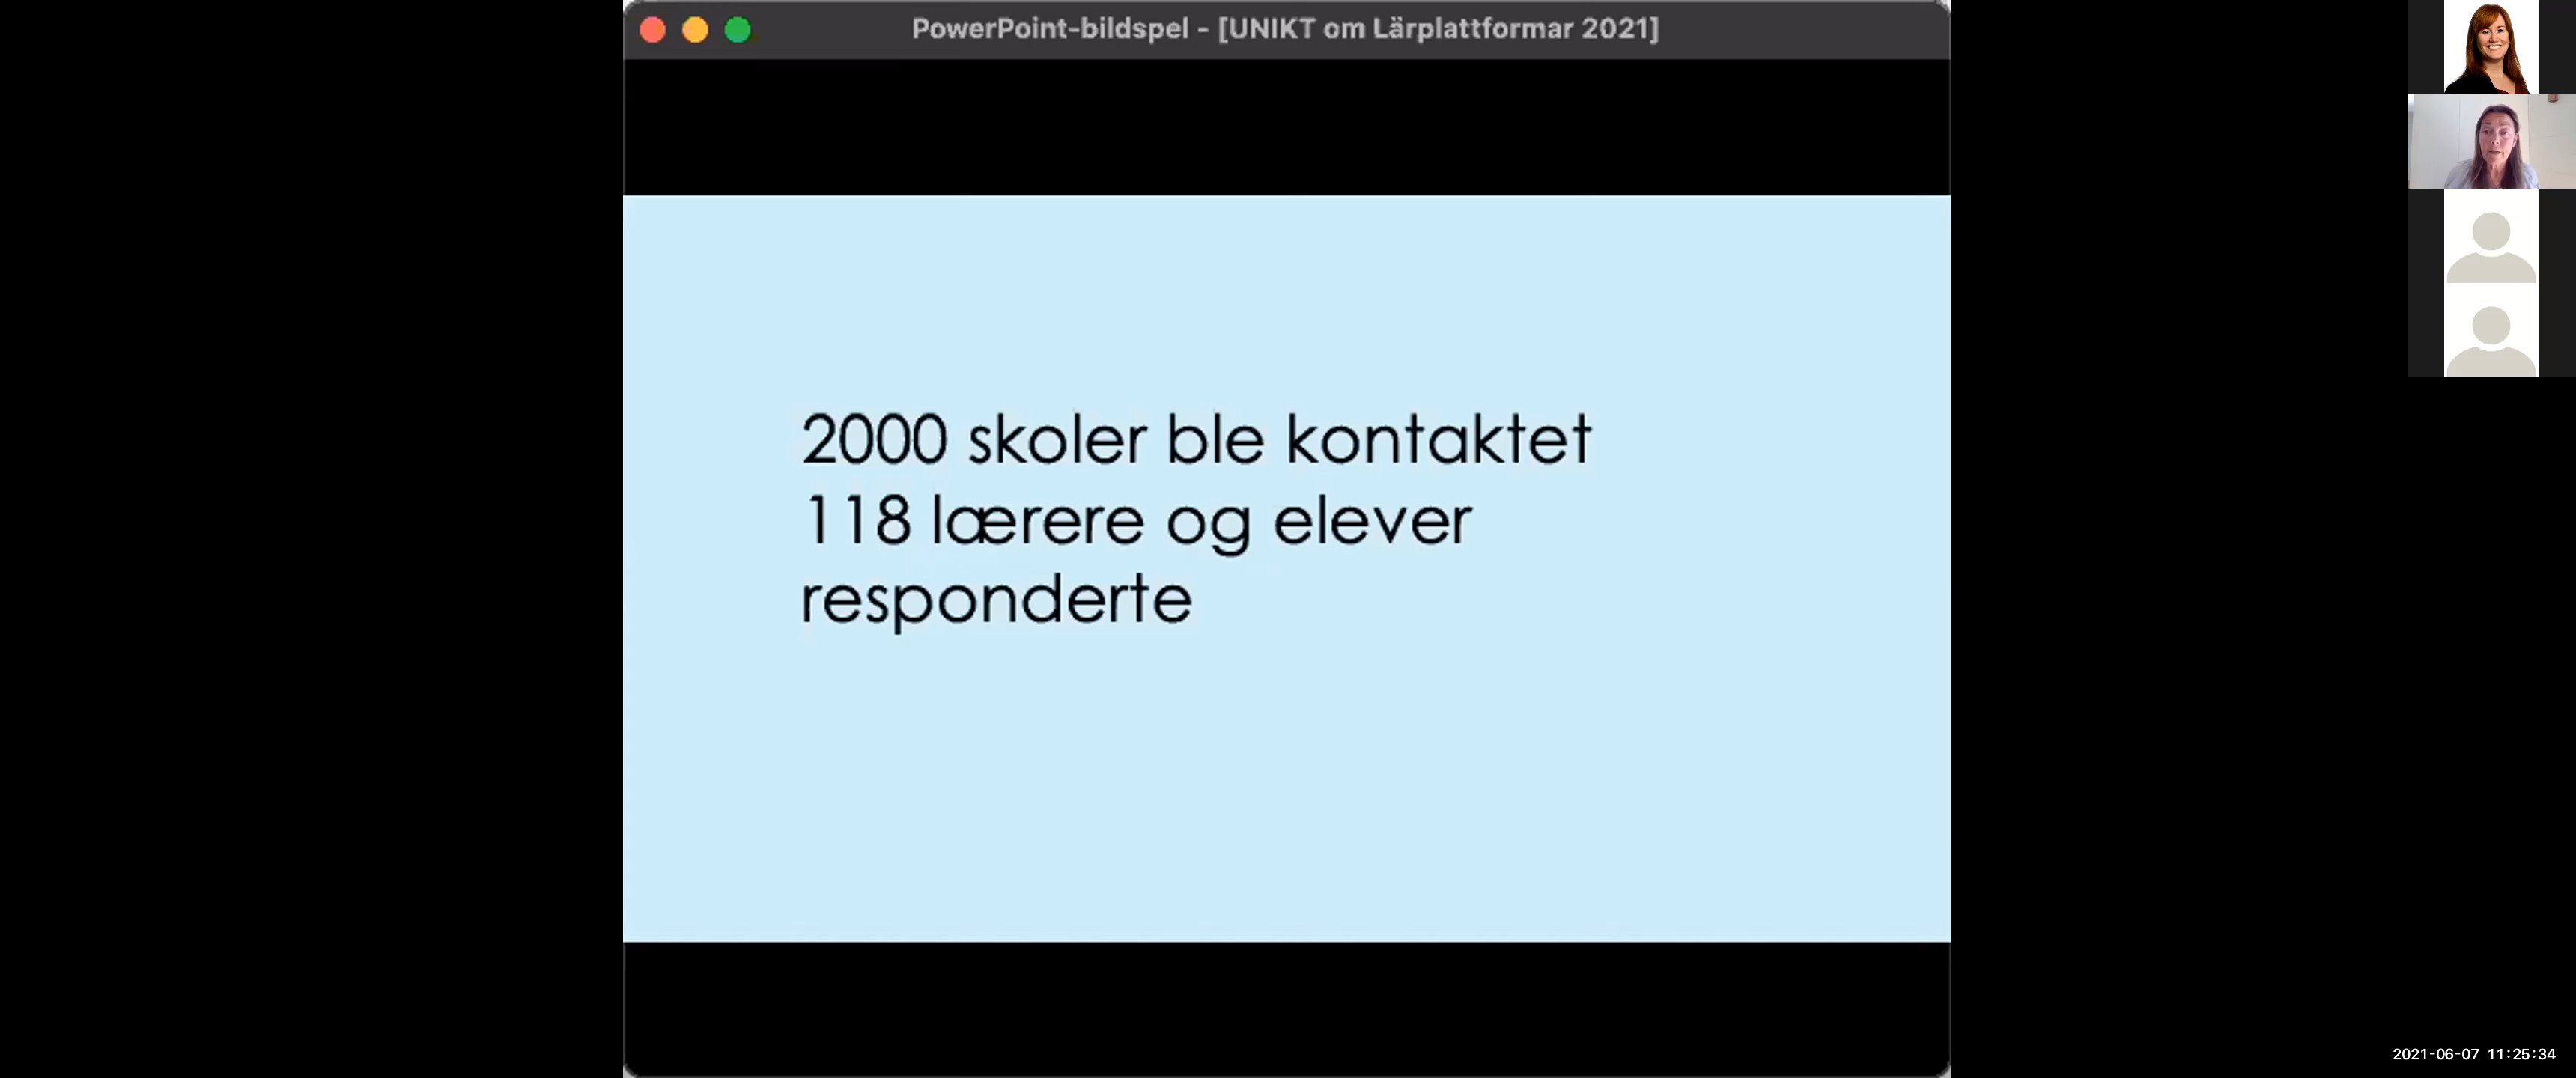 PowerPoint-bildspel - [UNIKT om Lärplattformar 2021]
2000 skoler ble kontaktet
118 lærere og elever
responderte
2021-06-07 11:25:34